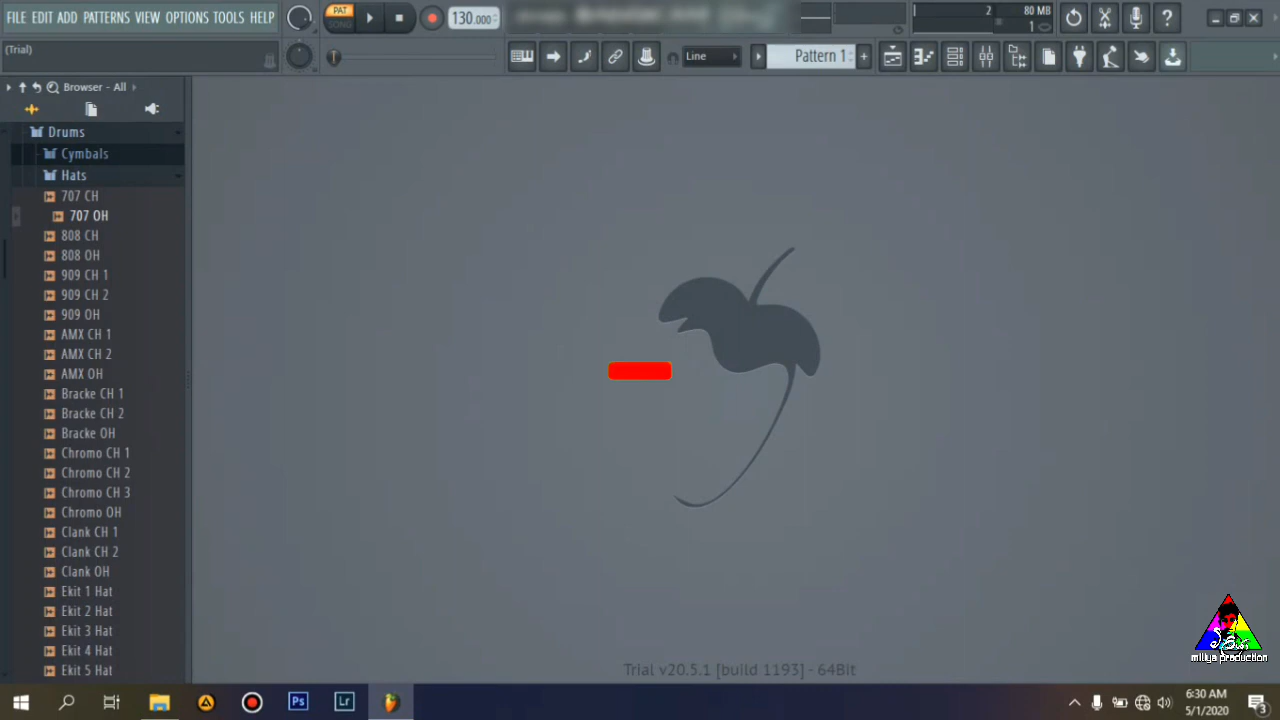 FILE EDIT ADD PATTERNS VIEW OPTIONS TOOLS HELP
PAT
SONG
130.000
2
80 MB
1
(Trial)
Line
Pattern 1
Browser - All
Drums
Cymbals
Hats
707 CH
707 OH
808 CH
808 OH
909 CH 1
909 CH 2
909 OH
AMX CH 1
AMX CH 2
AMX OH
Bracke CH 1
Bracke CH 2
Bracke OH
Chromo CH 1
Chromo CH 2
Chromo CH 3
Chromo OH
Clank CH 1
Clank CH 2
Clank OH
Ekit 1 Hat
Ekit 2 Hat
Ekit 3 Hat
Ekit 4 Hat
Ekit 5 Hat
Trial v20.5.1 [build 1193] - 64Bit
millya production
Ps
Lr
6:30 AM
5/1/2020
3